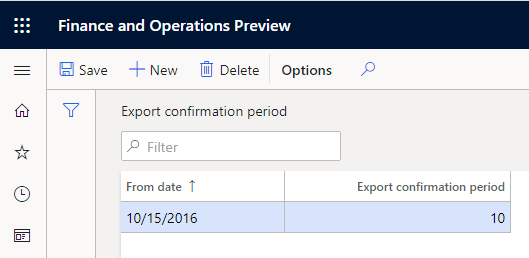 Finance and Operations Preview
Save New Delete Options
Export confirmation period
Filter
From date ↑ Export confirmation period
10/15/2016 10